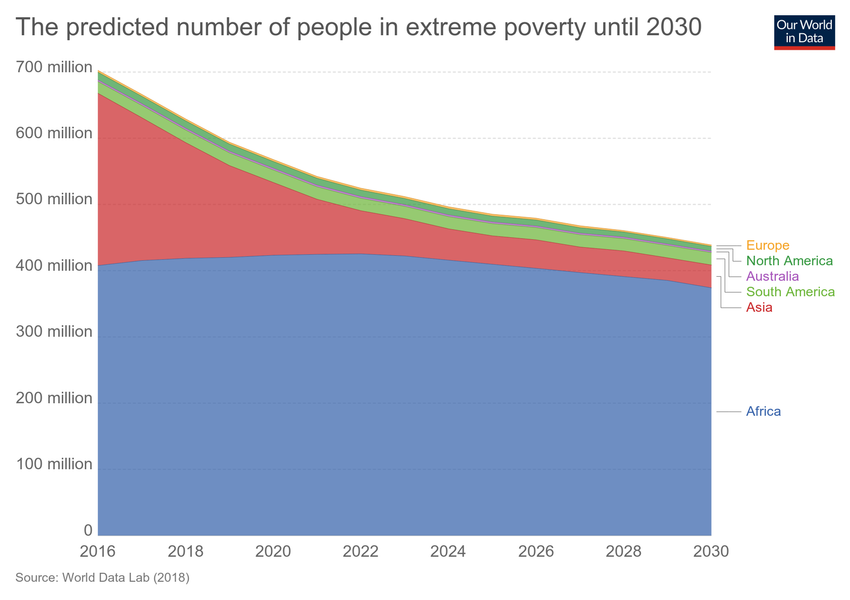 The predicted number of people in extreme poverty until 2030
Our World
in Data
700 million
600 million
500 million
400 million
300 million
200 million
100 million
0
Europe
North America
Australia
South America
Asia
Africa
2016 2018 2020 2022 2024 2026 2028 2030
Source: World Data Lab (2018)